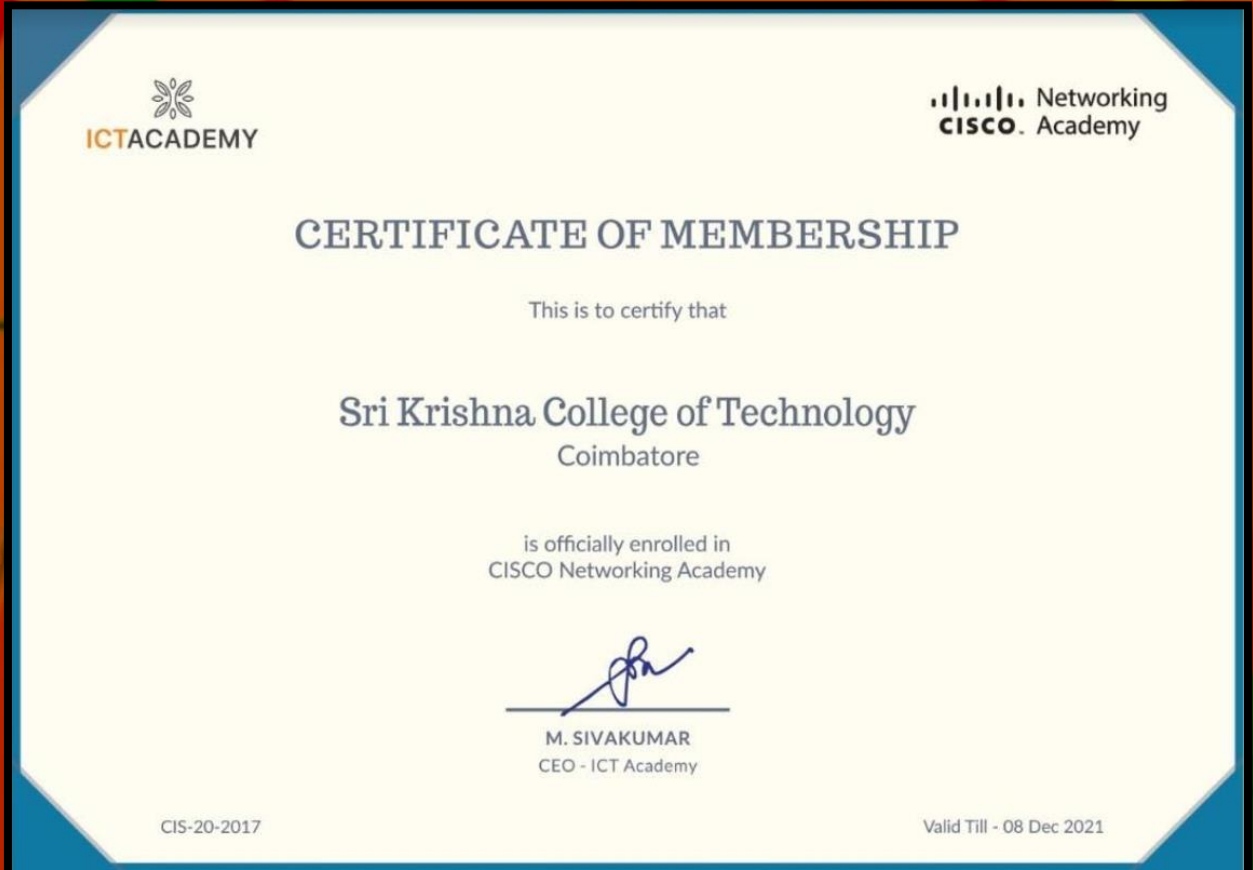 ICTACADEMY
Networking
CISCO. Academy
CERTIFICATE OF MEMBERSHIP
This is to certify that
Sri Krishna College of Technology
Coimbatore
is officially enrolled in
CISCO Networking Academy
M. SIVAKUMAR
CEO - ICT Academy
CIS-20-2017
Valid Till - 08 Dec 2021